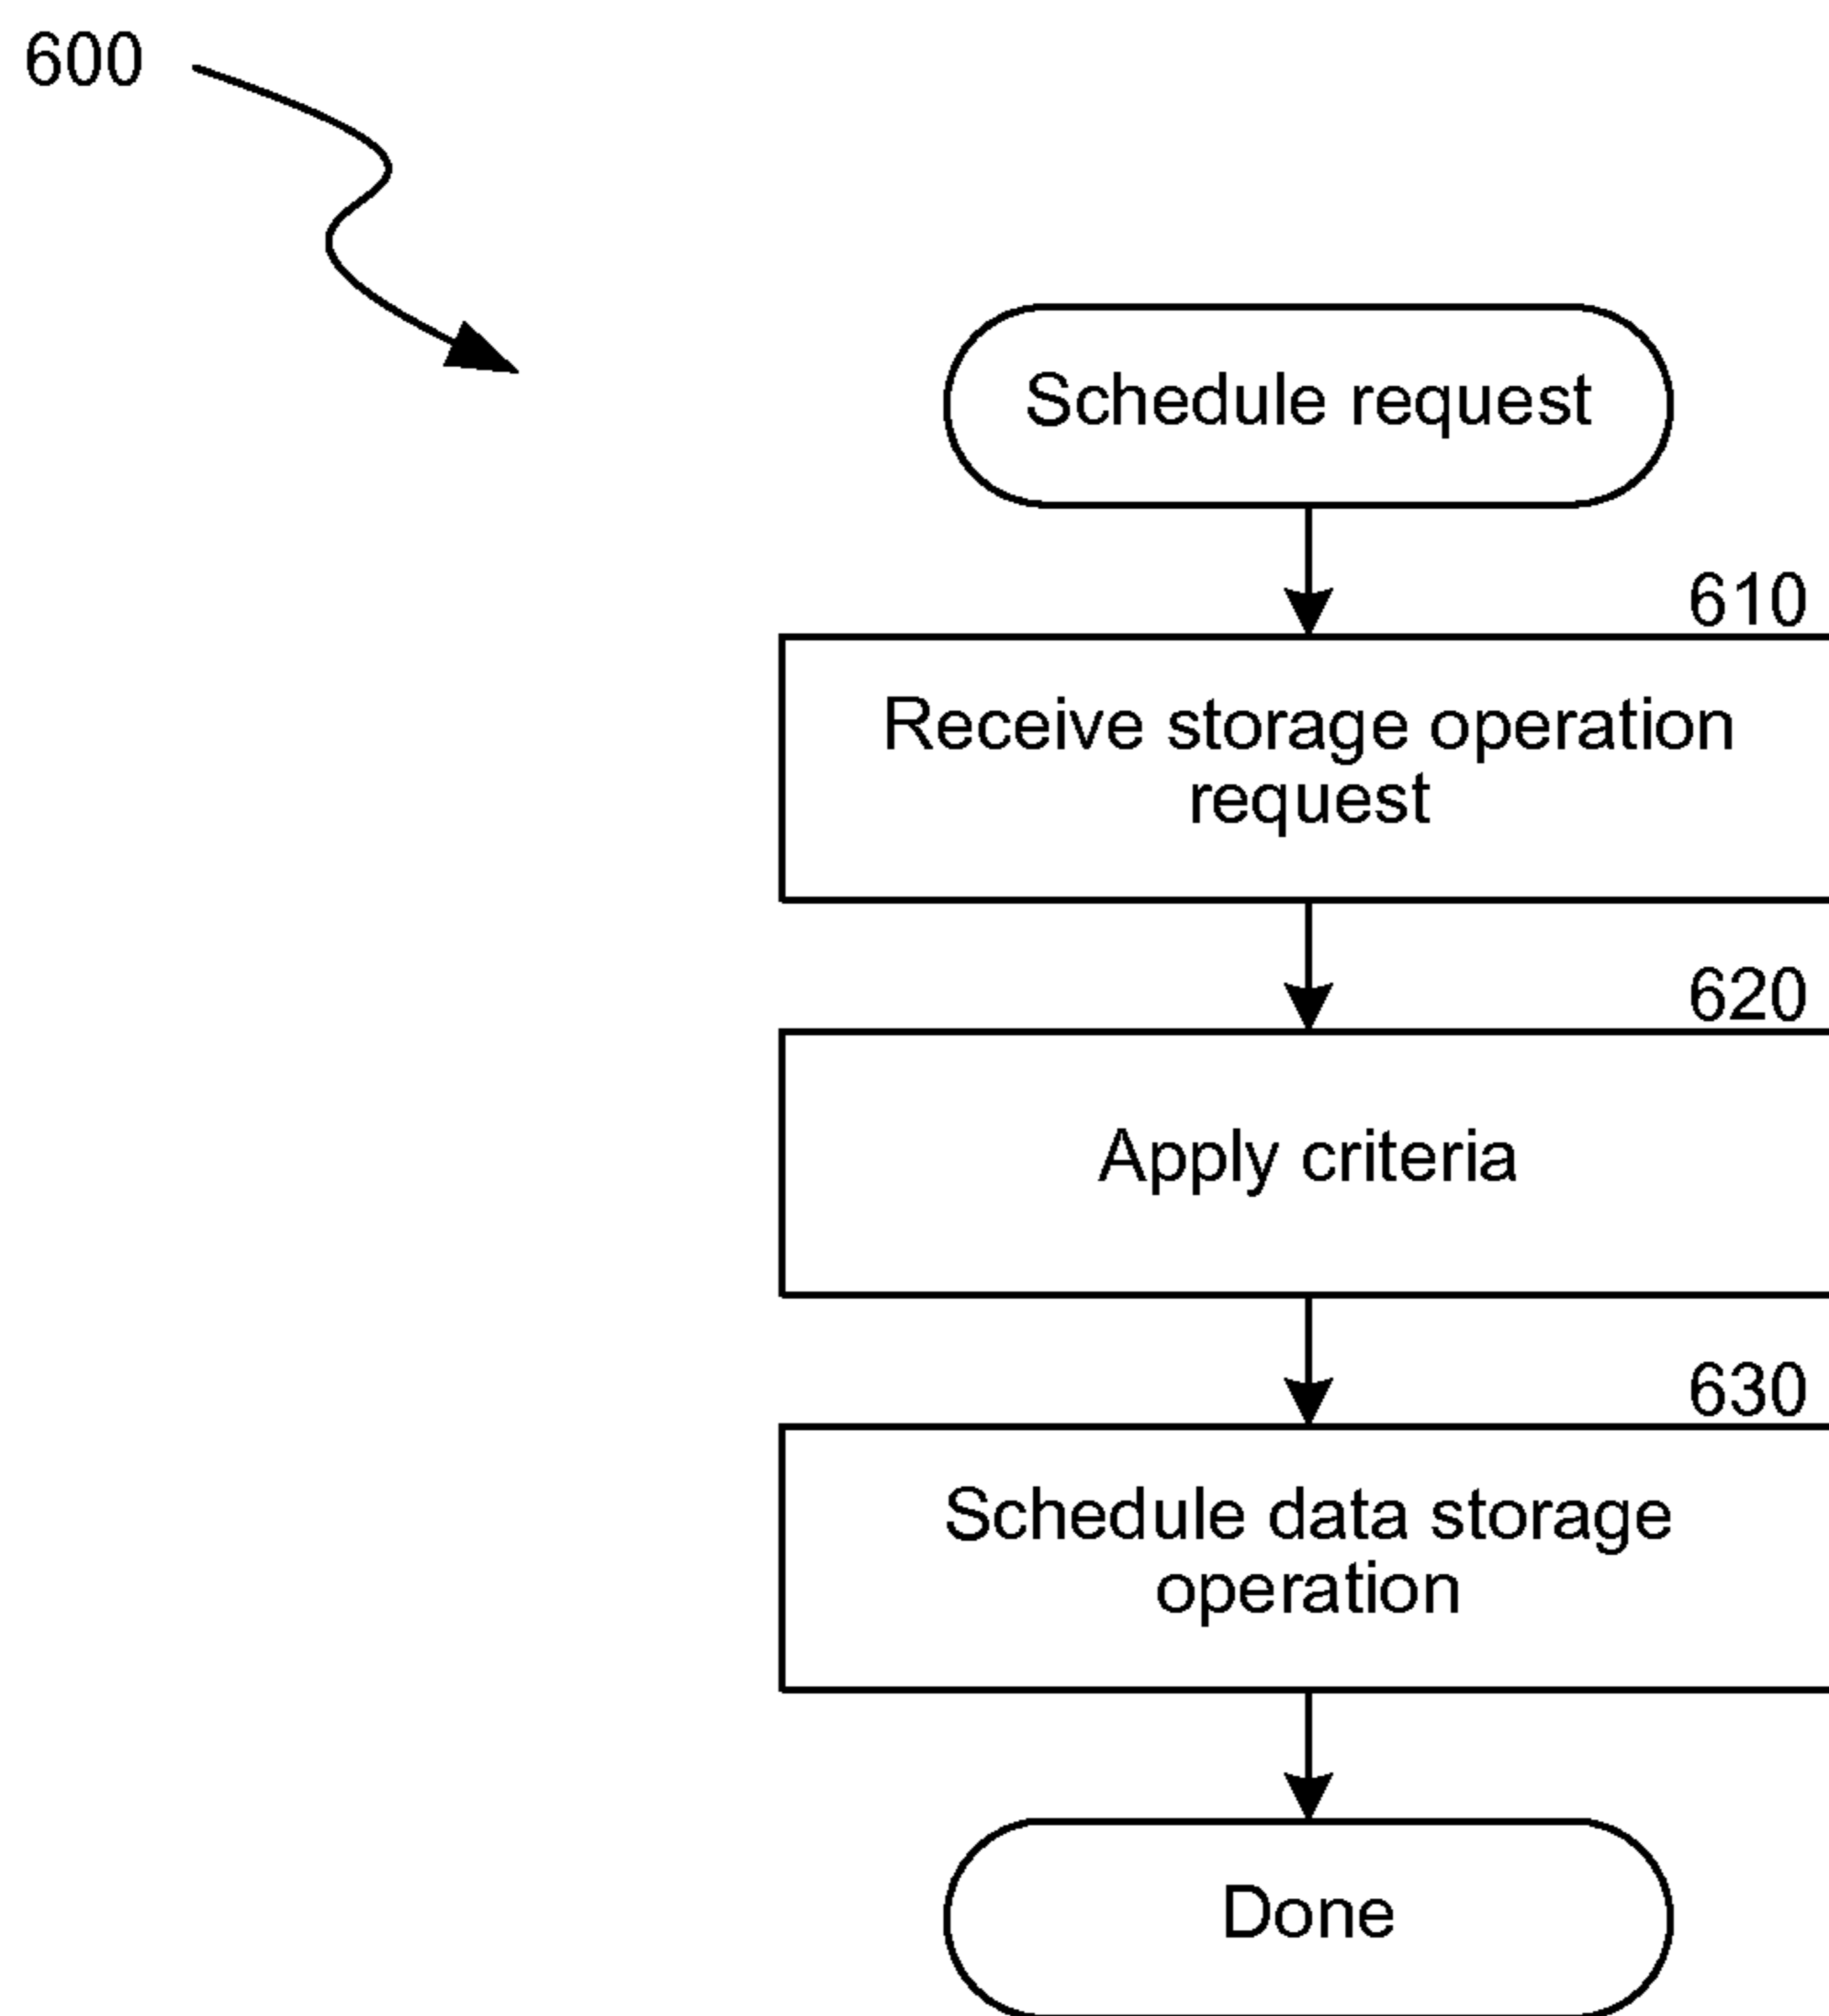 600
Schedule request
610
Receive storage operation
request
620
Apply criteria
630
Schedule data storage
operation
Done